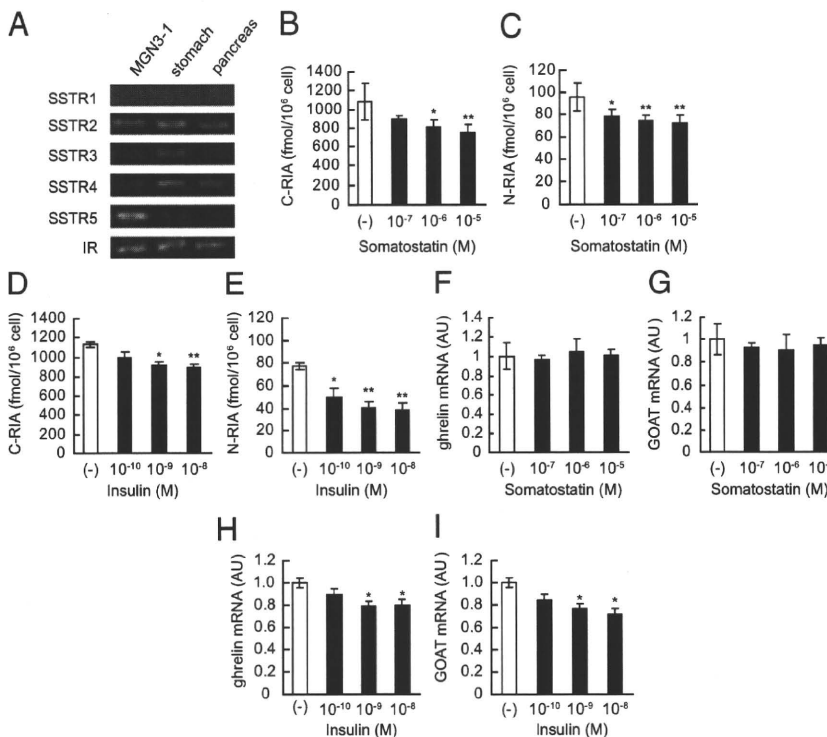 A
MGN3-1 stomach pancreas
SSTR1
SSTR2
SSTR3
SSTR4
SSTR5
IR
B
C-RIA (fmol/10⁶ cell)
1400
1200
1000
800
600
400
200
0
* **
(-) 10⁻⁷ 10⁻⁶ 10⁻⁵
Somatostatin (M)
C
N-RIA (fmol/10⁶ cell)
120
100
80
60
40
20
0
* ** **
(-) 10⁻⁷ 10⁻⁶ 10⁻⁵
Somatostatin (M)
D
C-RIA (fmol/10⁶ cell)
1400
1200
1000
800
600
400
200
0
* **
(-) 10⁻¹⁰ 10⁻⁹ 10⁻⁸
Insulin (M)
E
N-RIA (fmol/10⁶ cell)
120
100
80
60
40
20
0
* ** **
(-) 10⁻¹⁰ 10⁻⁹ 10⁻⁸
Insulin (M)
F
ghrelin mRNA (AU)
1.4
1.2
1
0.8
0.6
0.4
0.2
0
(-) 10⁻⁷ 10⁻⁶ 10⁻⁵
Somatostatin (M)
G
GOAT mRNA (AU)
1.4
1.2
1
0.8
0.6
0.4
0.2
0
(-) 10⁻⁷ 10⁻⁶
Somatostatin (M)
H
ghrelin mRNA (AU)
1.2
1
0.8
0.6
0.4
0.2
0
* *
(-) 10⁻¹⁰ 10⁻⁹ 10⁻⁸
Insulin (M)
I
GOAT mRNA (AU)
1.2
1
0.8
0.6
0.4
0.2
0
* *
(-) 10⁻¹⁰ 10⁻⁹ 10⁻⁸
Insulin (M)